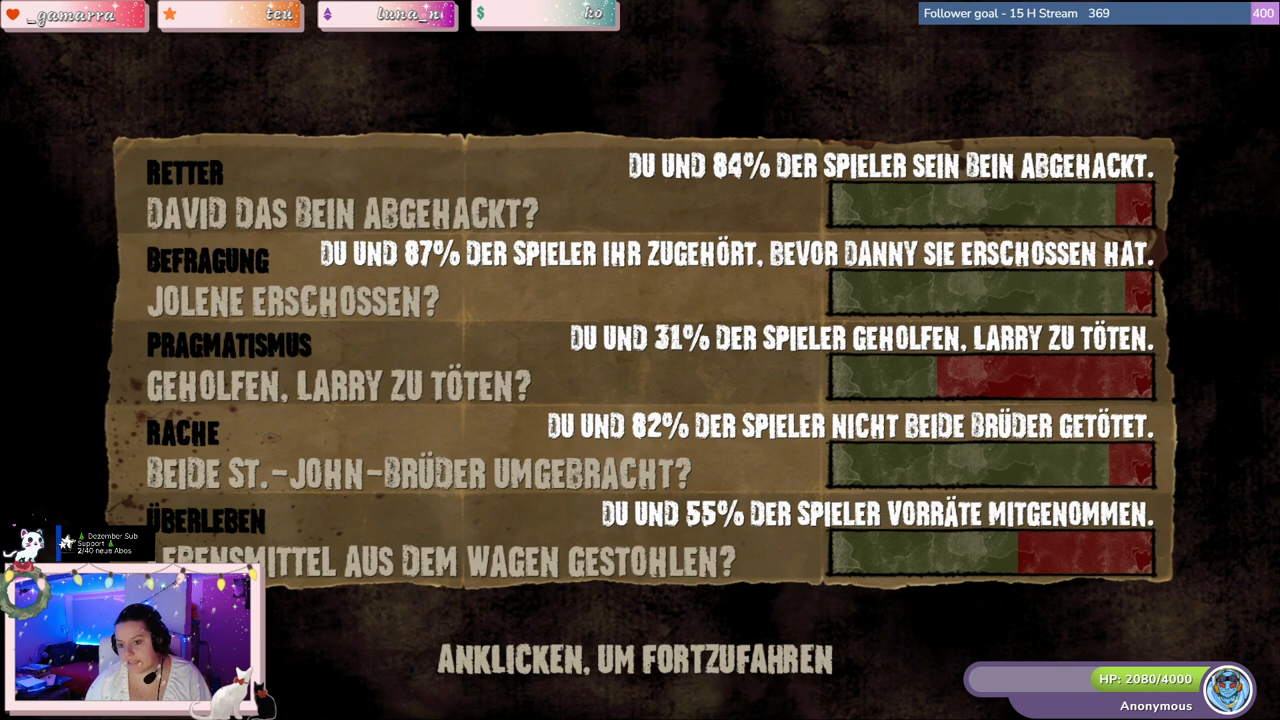 _gamarra
teu
luna_n
ko
Follower goal - 15 H Stream 369
400
RETTER
DU UND 84% DER SPIELER SEIN BEIN ABGEHACKT.
DAVID DAS BEIN ABGEHACKT?
BEFRAGUNG
DU UND 87% DER SPIELER IHR ZUGEHÖRT, BEVOR DANNY SIE ERSCHOSSEN HAT.
JOLENE ERSCHOSSEN?
PRAGMATISMUS
DU UND 31% DER SPIELER GEHOLFEN, LARRY ZU TÖTEN.
GEHOLFEN, LARRY ZU TÖTEN?
RACHE
DU UND 82% DER SPIELER NICHT BEIDE BRÜDER GETÖTET.
BEIDE ST.-JOHN-BRÜDER UMGEBRACHT?
ÜBERLEBEN
DU UND 55% DER SPIELER VORRÄTE MITGENOMMEN.
EBENSMITTEL AUS DEM WAGEN GESTOHLEN?
Dezember Sub
Support
2/40 neue Abos
ANKLICKEN, UM FORTZUFAHREN
HP: 2080/4000
Anonymous